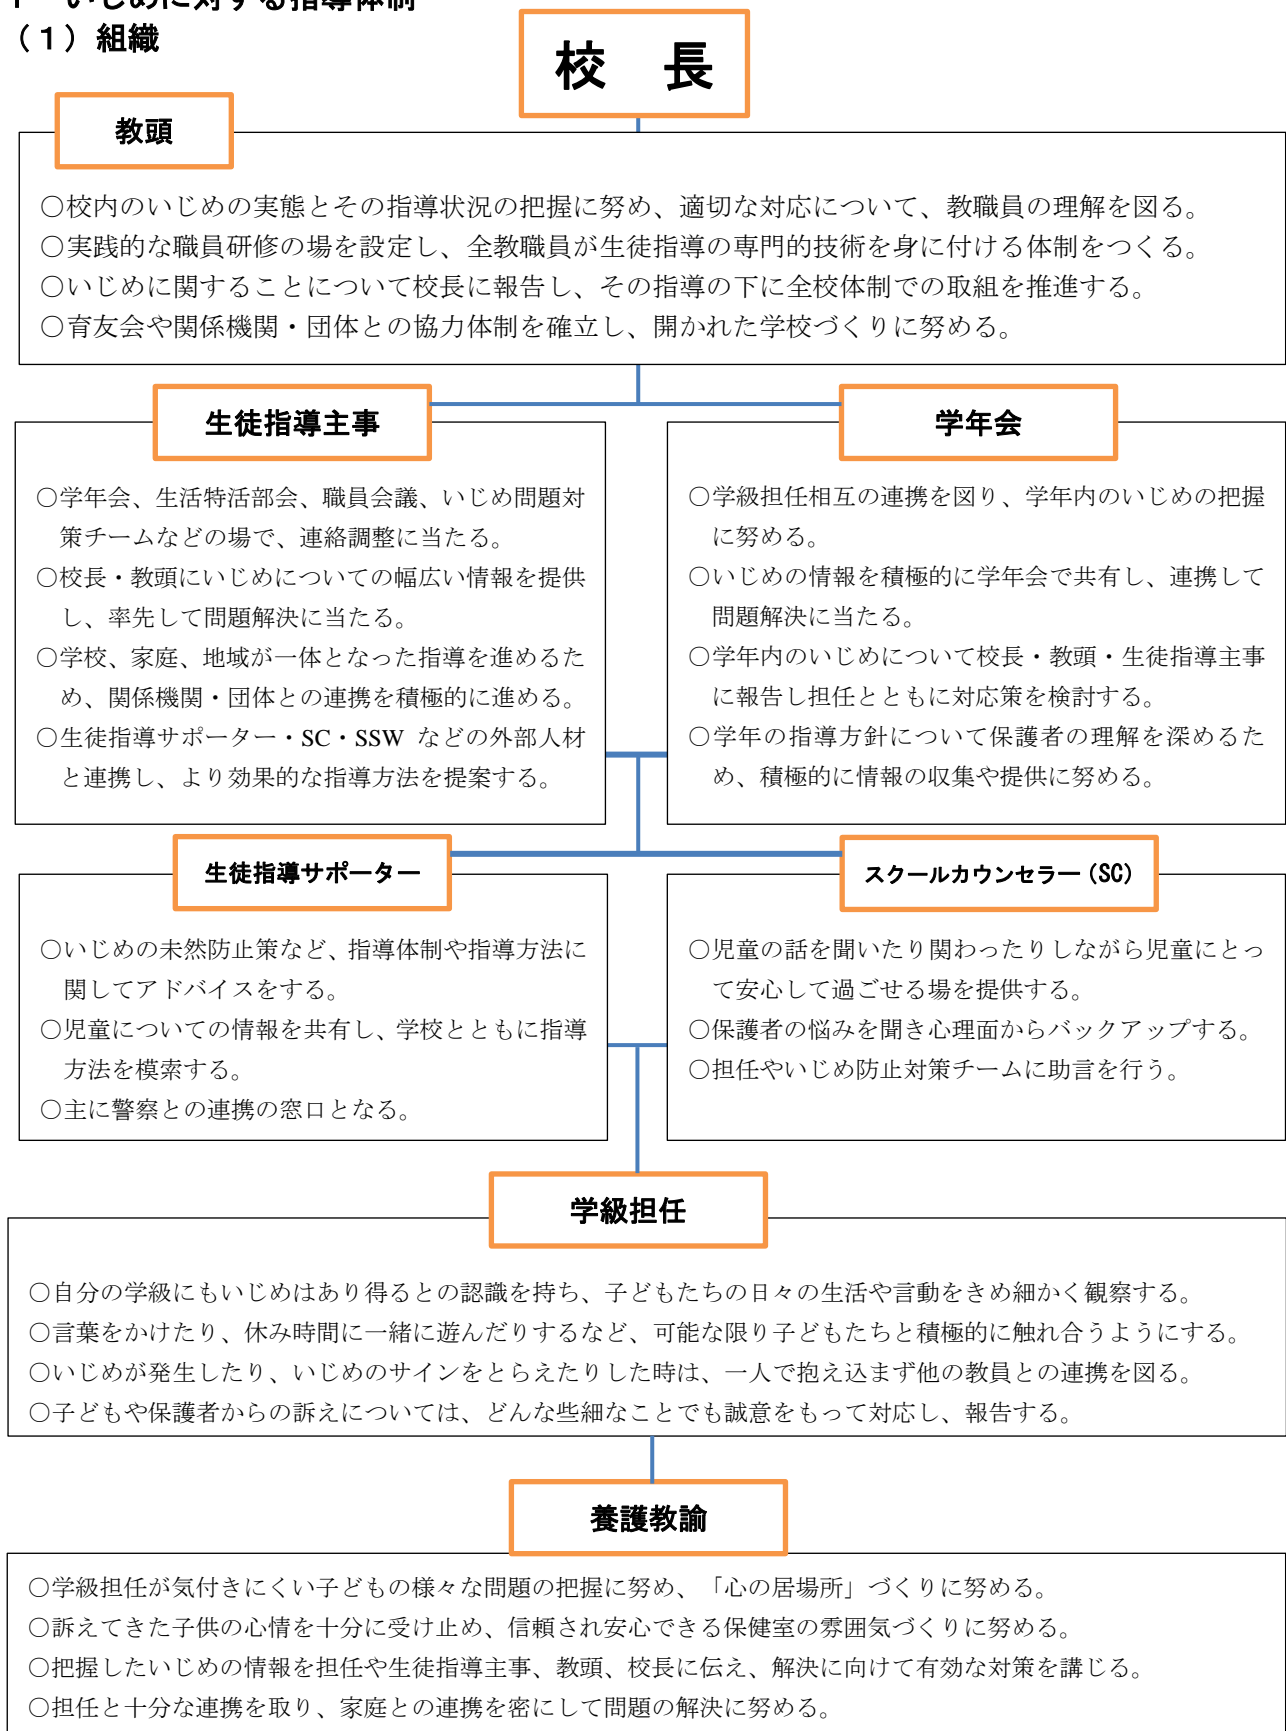 1　いじめに対する指導体制
（１）組織
校　長
教頭
○校内のいじめの実態とその指導状況の把握に努め、適切な対応について、教職員の理解を図る。
○実践的な職員研修の場を設定し、全教職員が生徒指導の専門的技術を身に付ける体制をつくる。
○いじめに関することについて校長に報告し、その指導の下に全校体制での取組を推進する。
○育友会や関係機関・団体との協力体制を確立し、開かれた学校づくりに努める。
生徒指導主事
○学年会、生活特活部会、職員会議、いじめ問題対
策チームなどの場で、連絡調整に当たる。
○校長・教頭にいじめについての幅広い情報を提供
し、率先して問題解決に当たる。
○学校、家庭、地域が一体となった指導を進めるた
め、関係機関・団体との連携を積極的に進める。
○生徒指導サポーター・SC・SSW などの外部人材
と連携し、より効果的な指導方法を提案する。
学年会
○学級担任相互の連携を図り、学年内のいじめの把握
に努める。
○いじめの情報を積極的に学年会で共有し、連携して
問題解決に当たる。
○学年内のいじめについて校長・教頭・生徒指導主事
に報告し担任とともに対応策を検討する。
○学年の指導方針について保護者の理解を深めるた
め、積極的に情報の収集や提供に努める。
生徒指導サポーター
○いじめの未然防止策など、指導体制や指導方法に
関してアドバイスをする。
○児童についての情報を共有し、学校とともに指導
方法を模索する。
○主に警察との連携の窓口となる。
スクールカウンセラー（SC）
○児童の話を聞いたり関わったりしながら児童にとっ
て安心して過ごせる場を提供する。
○保護者の悩みを聞き心理面からバックアップする。
○担任やいじめ防止対策チームに助言を行う。
学級担任
○自分の学級にもいじめはあり得るとの認識を持ち、子どもたちの日々の生活や言動をきめ細かく観察する。
○言葉をかけたり、休み時間に一緒に遊んだりするなど、可能な限り子どもたちと積極的に触れ合うようにする。
○いじめが発生したり、いじめのサインをとらえたりした時は、一人で抱え込まず他の教員との連携を図る。
○子どもや保護者からの訴えについては、どんな些細なことでも誠意をもって対応し、報告する。
養護教諭
○学級担任が気付きにくい子どもの様々な問題の把握に努め、「心の居場所」づくりに努める。
○訴えてきた子供の心情を十分に受け止め、信頼され安心できる保健室の雰囲気づくりに努める。
○把握したいじめの情報を担任や生徒指導主事、教頭、校長に伝え、解決に向けて有効な対策を講じる。
○担任と十分な連携を取り、家庭との連携を密にして問題の解決に努める。